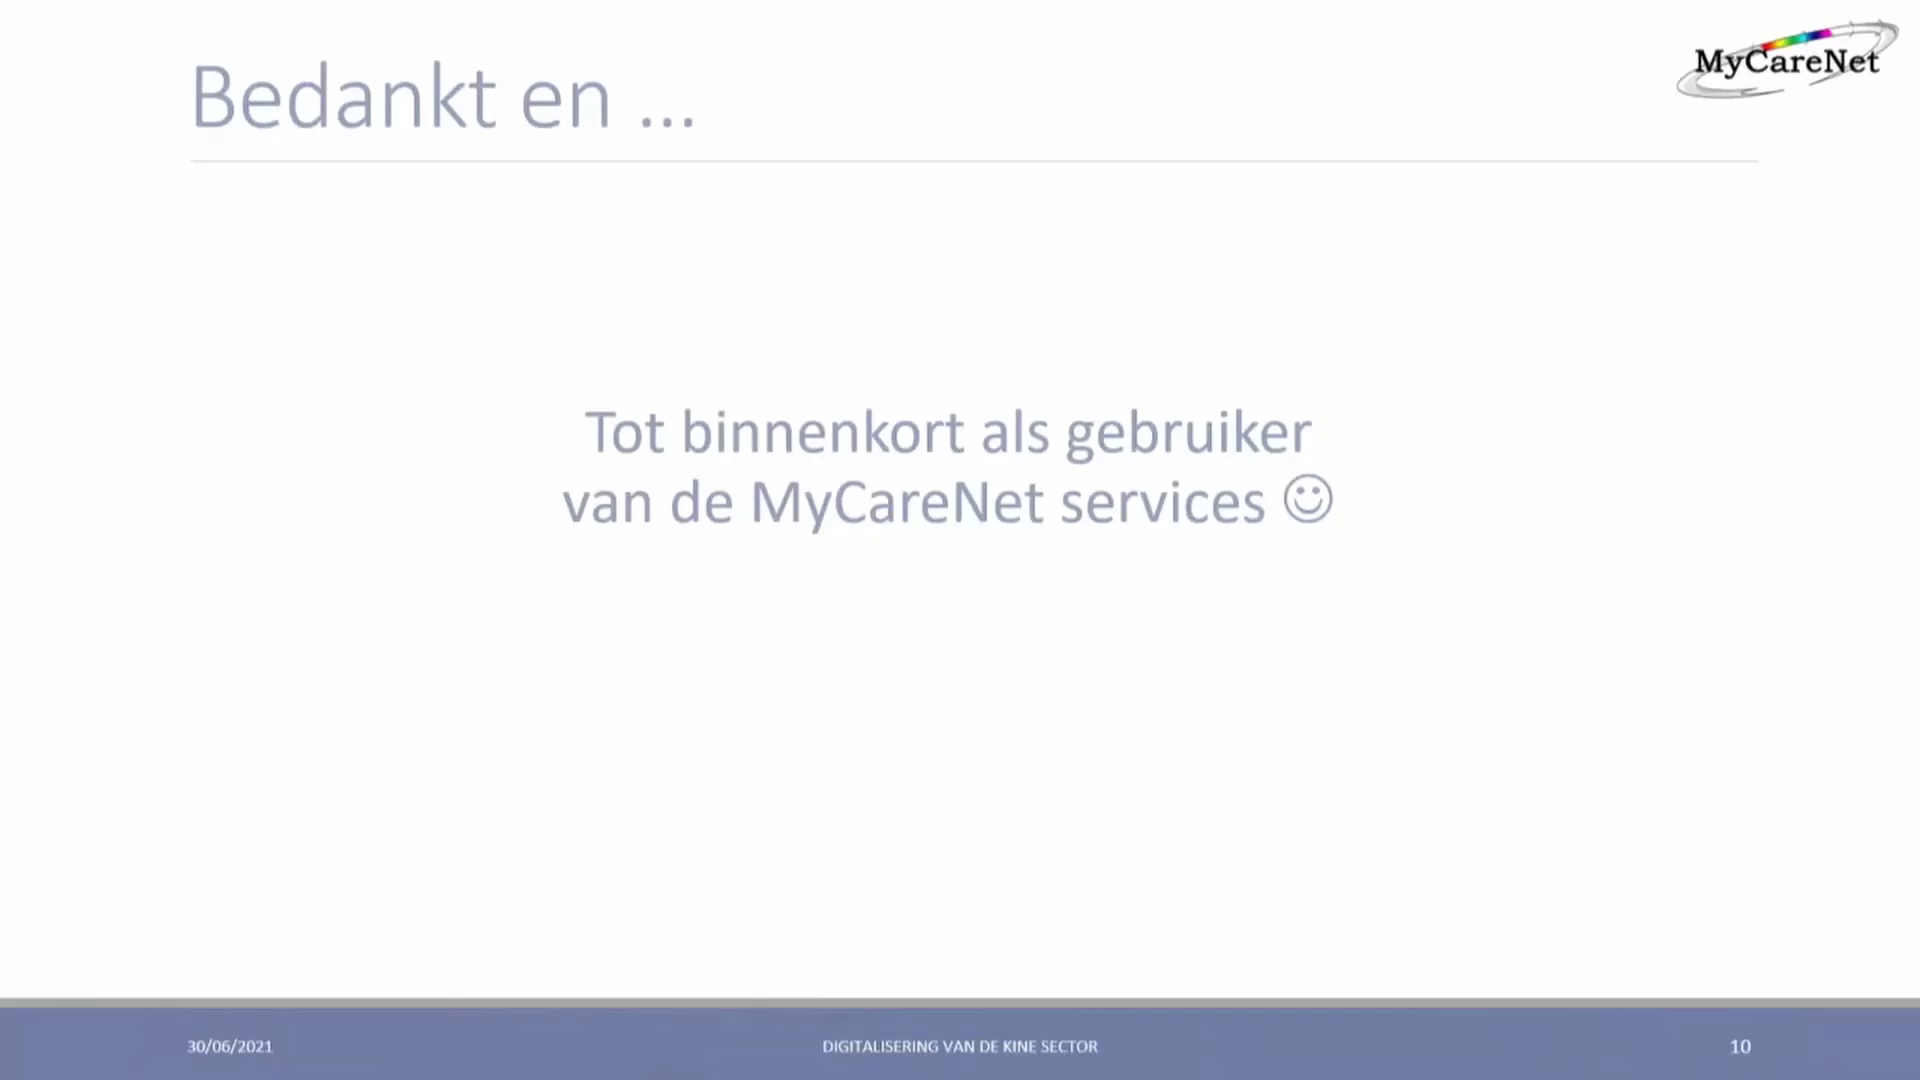 Bedankt en ...
MyCareNet
Tot binnenkort als gebruiker
van de MyCareNet services ☺
30/06/2021
DIGITALISERING VAN DE KINE SECTOR
10